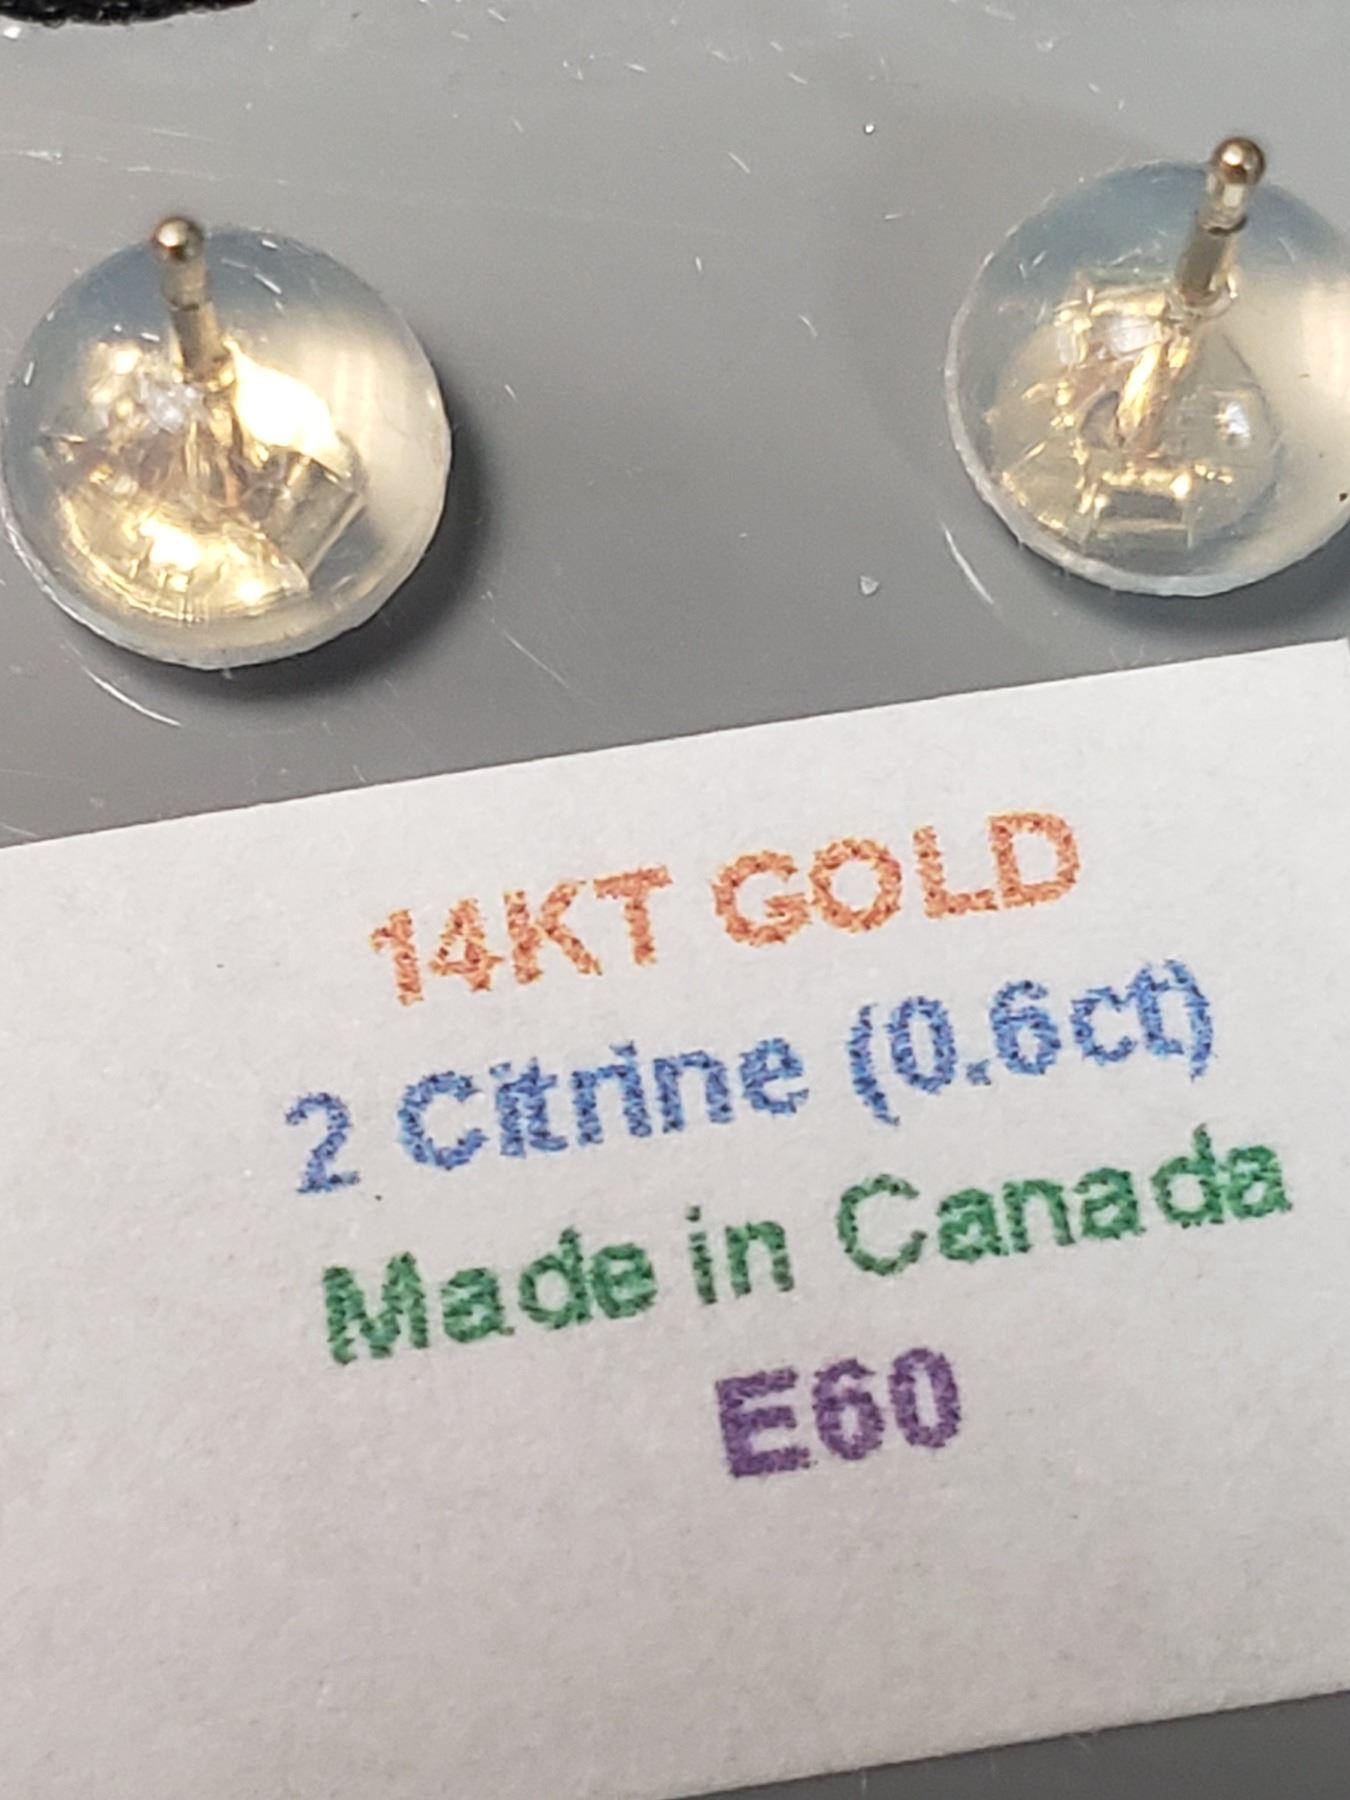 14KT GOLD
2 Citrine (0.6ct)
Made in Canada
E60